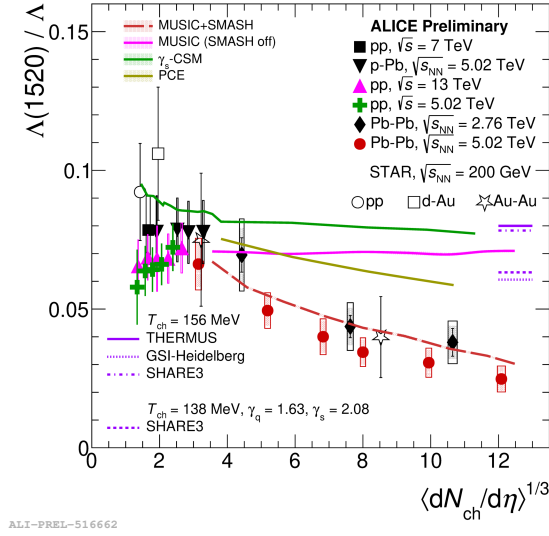 Λ(1520) / Λ
0.15
0.1
0.05
0
MUSIC+SMASH
MUSIC (SMASH off)
γs-CSM
PCE
ALICE Preliminary
pp, √s = 7 TeV
p-Pb, √sNN = 5.02 TeV
pp, √s = 13 TeV
pp, √s = 5.02 TeV
Pb-Pb, √sNN = 2.76 TeV
Pb-Pb, √sNN = 5.02 TeV
STAR, √sNN = 200 GeV
pp d-Au Au-Au
Tch = 156 MeV
THERMUS
GSI-Heidelberg
SHARE3
Tch = 138 MeV, γq = 1.63, γs = 2.08
SHARE3
0 2 4 6 8 10 12
⟨dNch/dη⟩1/3
ALI-PREL-516662